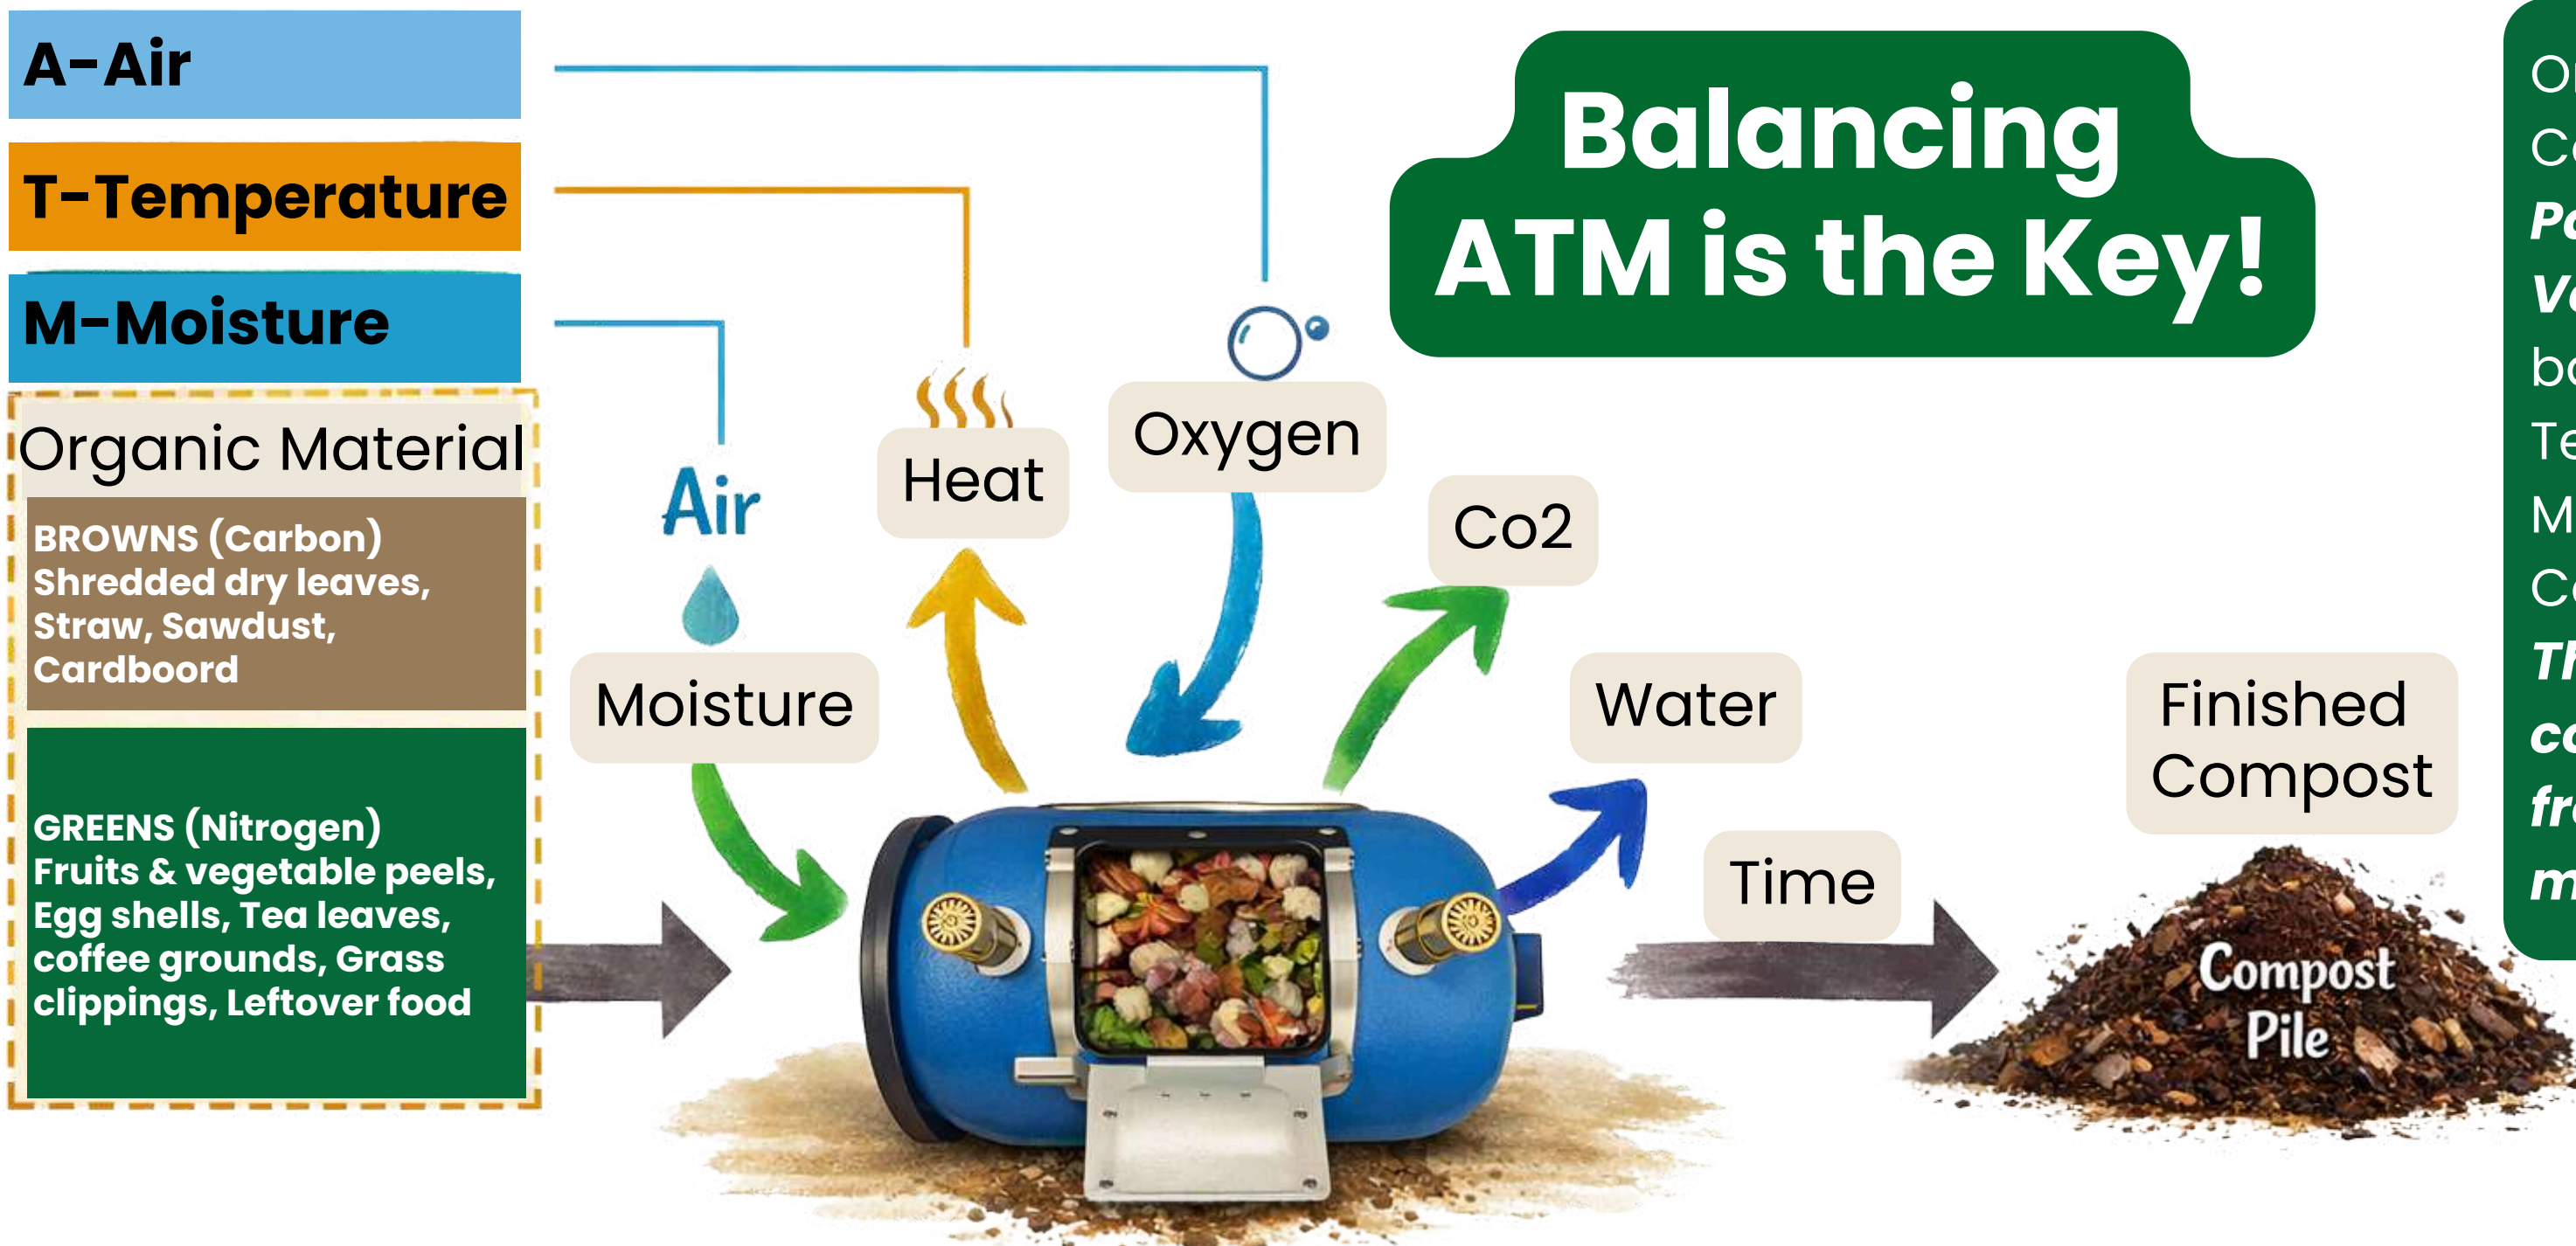 A-Air
T-Temperature
M-Moisture
Organic Material
BROWNS (Carbon)
Shredded dry leaves,
Straw, Sawdust,
Cardboord
GREENS (Nitrogen)
Fruits & vegetable peels,
Egg shells, Tea leaves,
coffee grounds, Grass
clippings, Leftover food
Balancing
ATM is the Key!
Air
Moisture
Heat
Oxygen
Co2
Water
Time
Finished
Compost
Compost
Pile